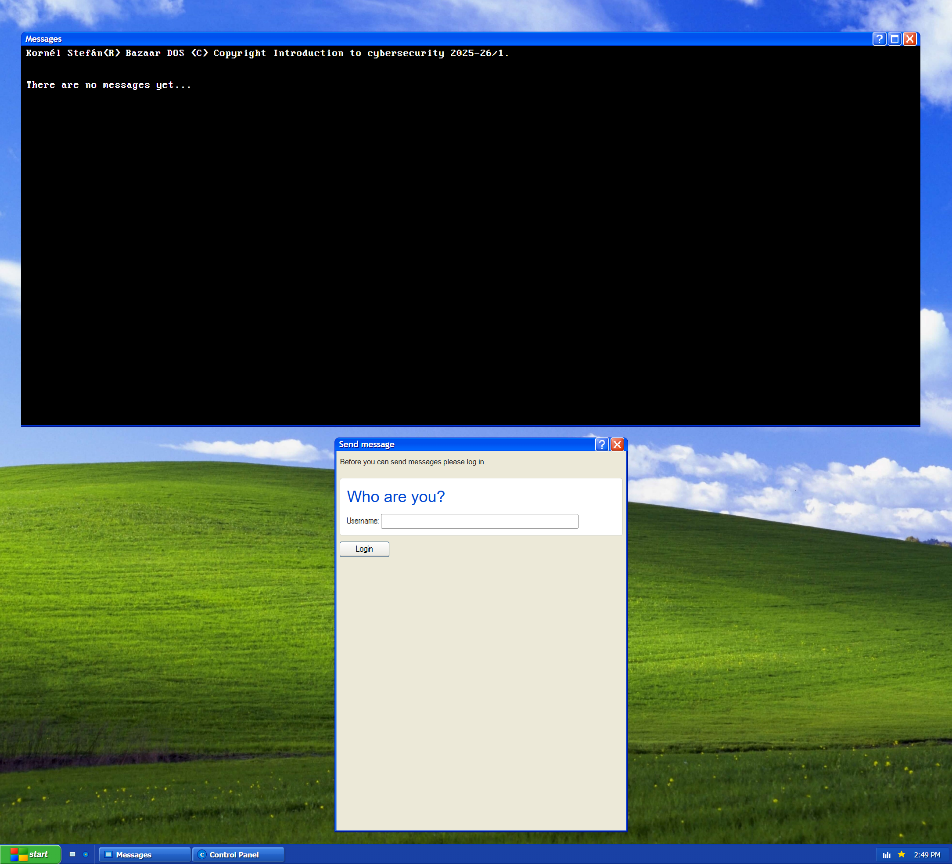 Messages
Kornél Stefán(R) Bazaar DOS (C) Copyright Introduction to cybersecurity 2025-26/1.
There are no messages yet...
Send message
Before you can send messages please log in
Who are you?
Username:
Login
start
Messages
Control Panel
2:49 PM